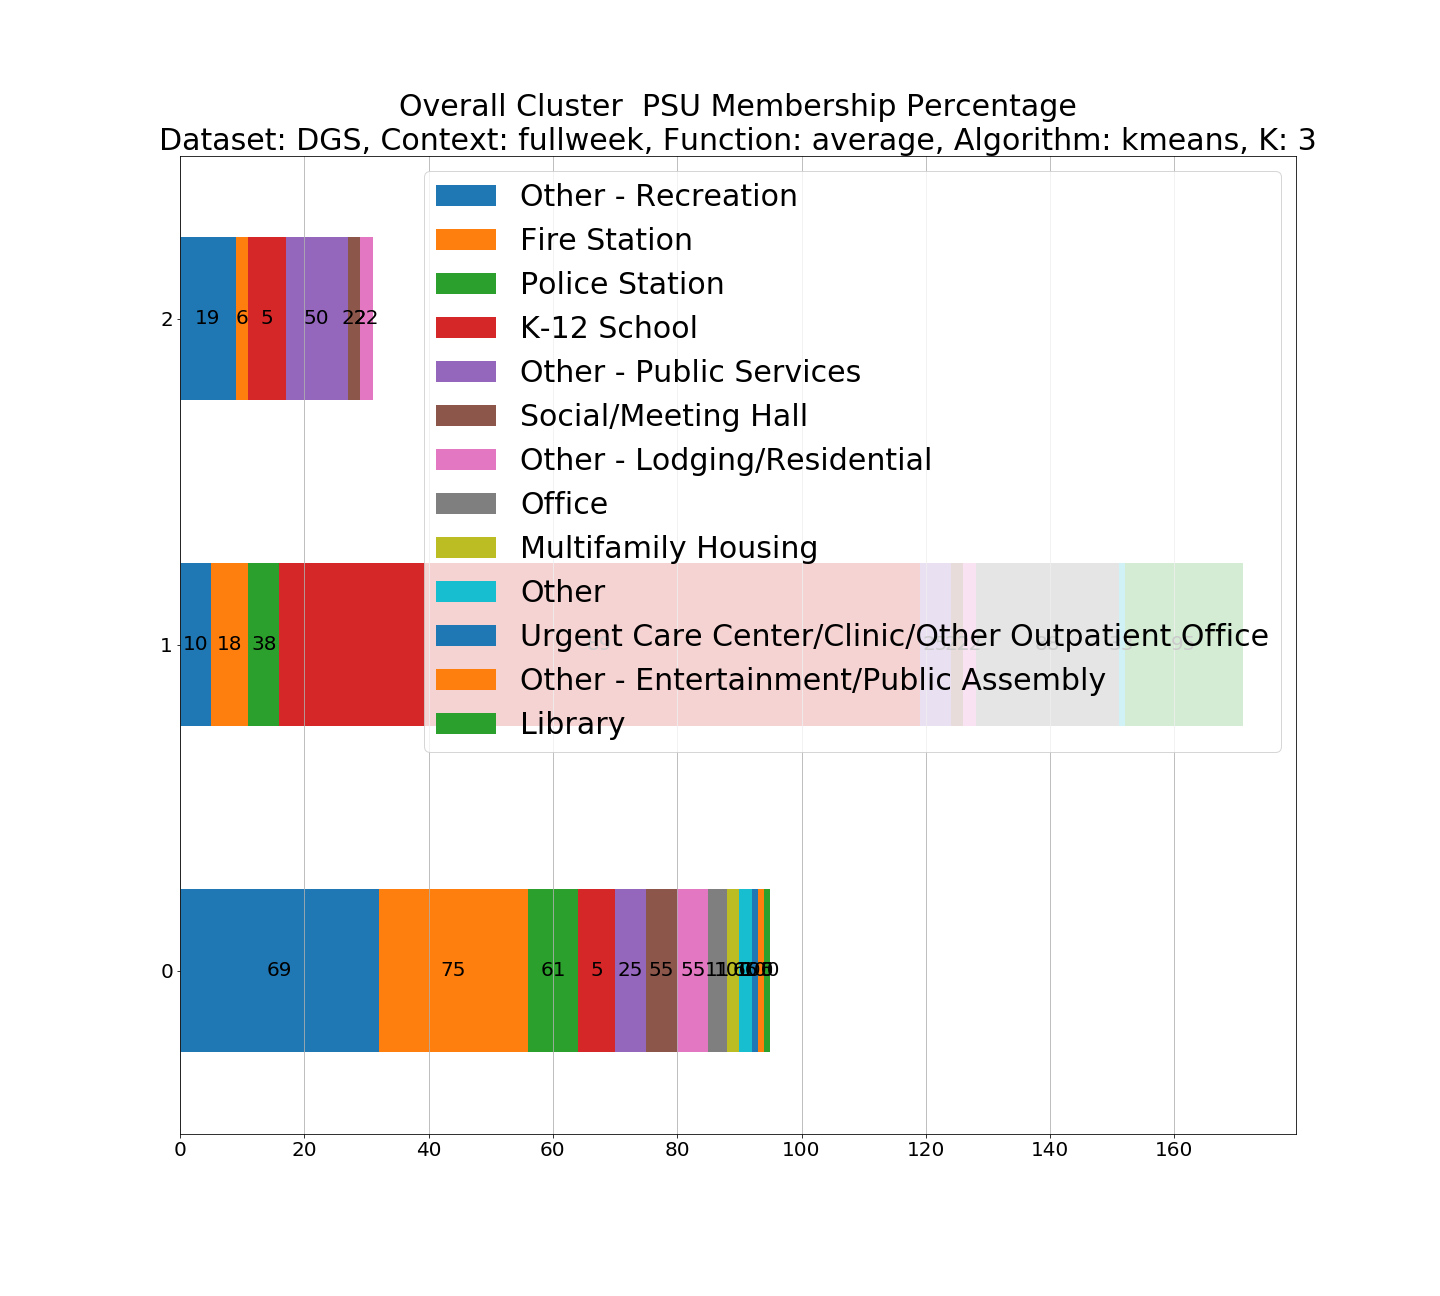 Overall Cluster  PSU Membership Percentage
Dataset: DGS, Context: fullweek, Function: average, Algorithm: kmeans, K: 3
Other - Recreation
Fire Station
Police Station
K-12 School
Other - Public Services
Social/Meeting Hall
Other - Lodging/Residential
Office
Multifamily Housing
Other
Urgent Care Center/Clinic/Other Outpatient Office
Other - Entertainment/Public Assembly
Library
2
19 6 5 50 22 22
1
10 18 38
0
69 75 61 5 25 55 55
0 20 40 60 80 100 120 140 160